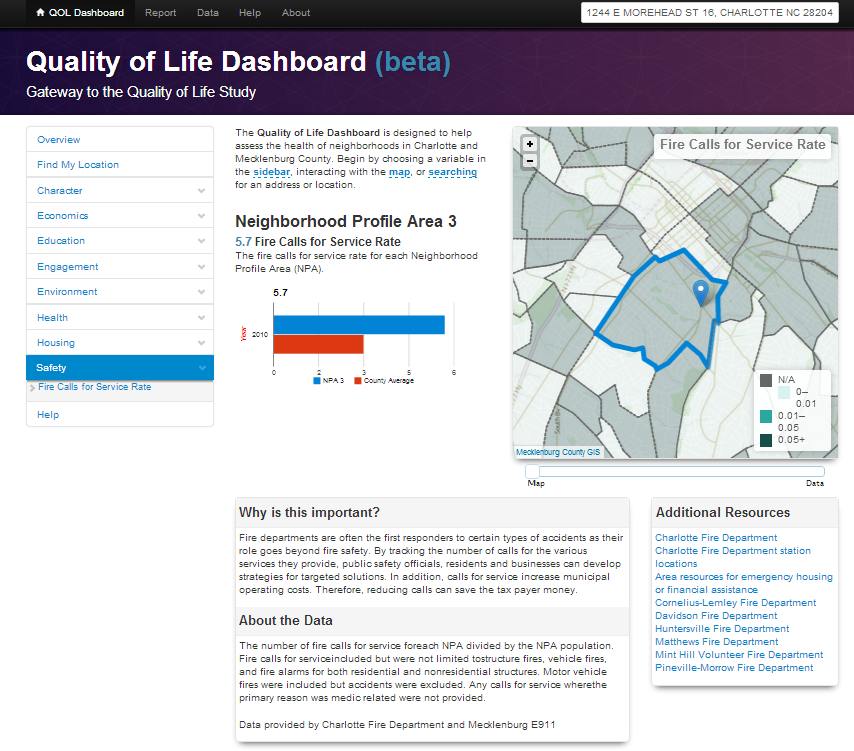 QOL Dashboard Report Data Help About 1244 E MOREHEAD ST 16, CHARLOTTE NC 28204
Quality of Life Dashboard (beta)
Gateway to the Quality of Life Study
Overview
Find My Location
Character
Economics
Education
Engagement
Environment
Health
Housing
Safety
Fire Calls for Service Rate
Help
The Quality of Life Dashboard is designed to help
assess the health of neighborhoods in Charlotte and
Mecklenburg County. Begin by choosing a variable in
the sidebar, interacting with the map, or searching
for an address or location.
Neighborhood Profile Area 3
5.7 Fire Calls for Service Rate
The fire calls for service rate for each Neighborhood
Profile Area (NPA).
5.7
Year
2010
0 2 3 5 6
NPA 3 County Average
+
−
Fire Calls for Service Rate
N/A
0–
0.01
0.01–
0.05
0.05+
Mecklenburg County GIS
Map Data
Why is this important?
Fire departments are often the first responders to certain types of accidents as their
role goes beyond fire safety. By tracking the number of calls for the various
services they provide, public safety officials, residents and businesses can develop
strategies for targeted solutions. In addition, calls for service increase municipal
operating costs. Therefore, reducing calls can save the tax payer money.
About the Data
The number of fire calls for service foreach NPA divided by the NPA population.
Fire calls for serviceincluded but were not limited tostructure fires, vehicle fires,
and fire alarms for both residential and nonresidential structures. Motor vehicle
fires were included but accidents were excluded. Any calls for service wherethe
primary reason was medic related were not provided.
Data provided by Charlotte Fire Department and Mecklenburg E911
Additional Resources
Charlotte Fire Department
Charlotte Fire Department station
locations
Area resources for emergency housing
or financial assistance
Cornelius-Lemley Fire Department
Davidson Fire Department
Huntersville Fire Department
Matthews Fire Department
Mint Hill Volunteer Fire Department
Pineville-Morrow Fire Department